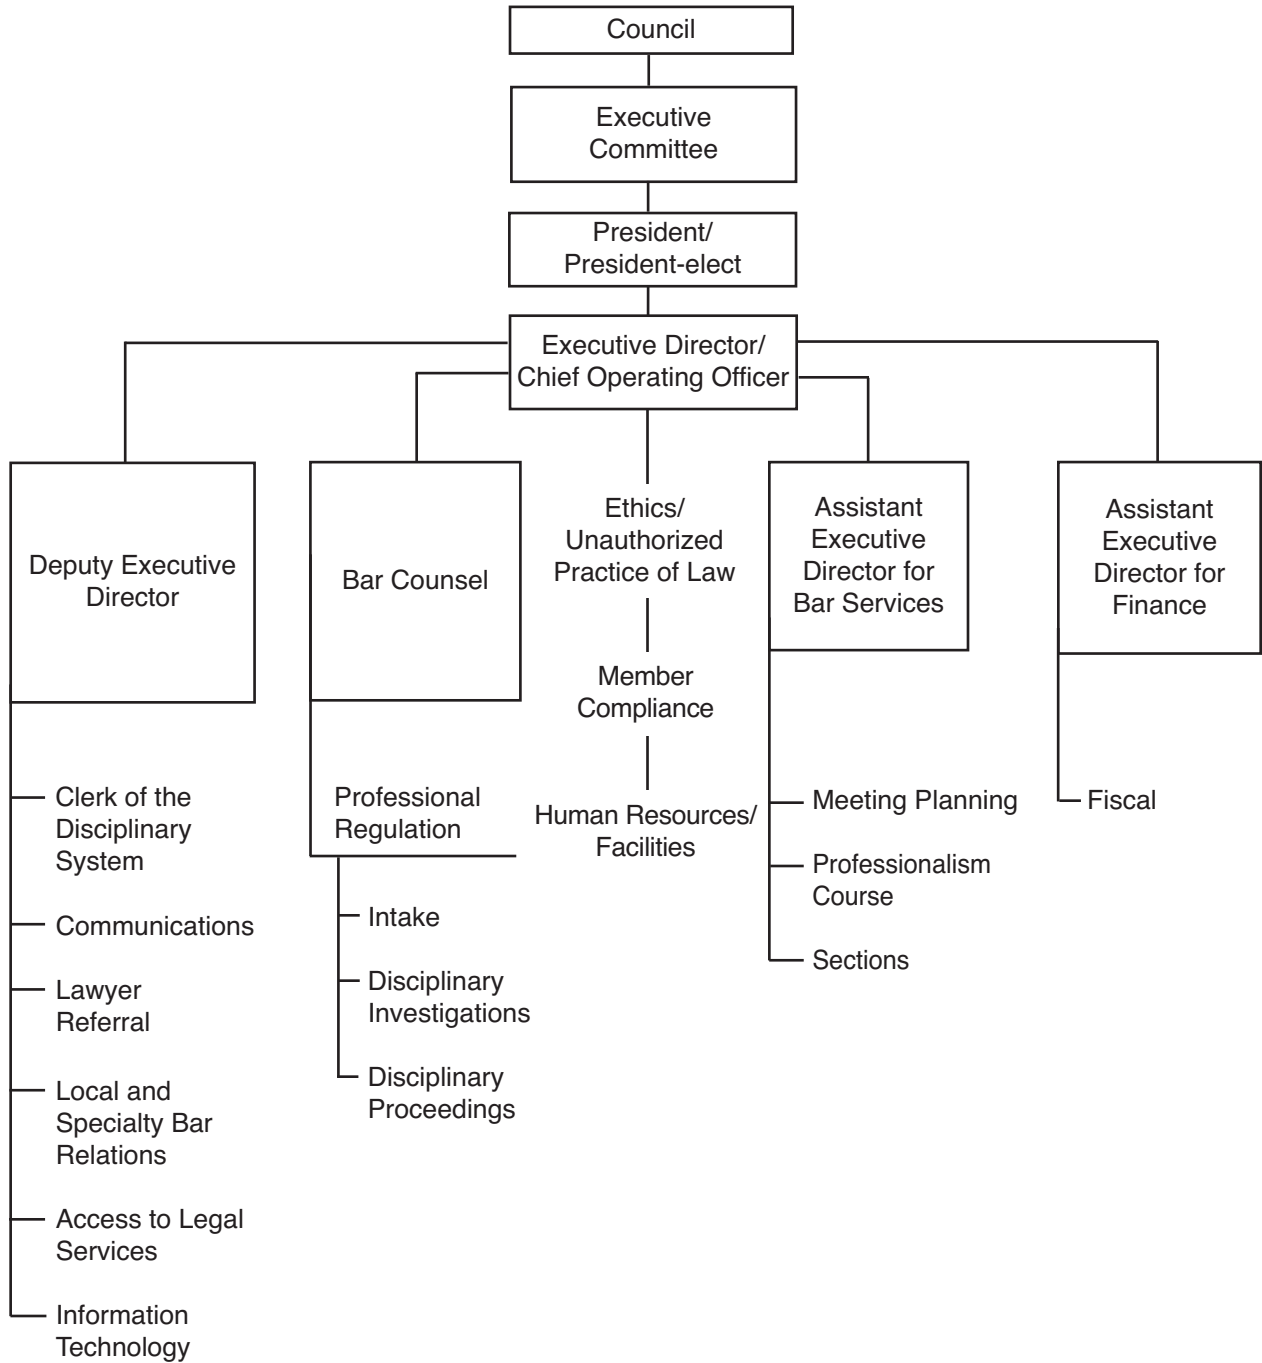 Council
Executive
Committee
President/
President-elect
Executive Director/
Chief Operating Officer
Deputy Executive
Director
Clerk of the
Disciplinary
System
Communications
Lawyer
Referral
Local and
Specialty Bar
Relations
Access to Legal
Services
Information
Technology
Bar Counsel
Professional
Regulation
Intake
Disciplinary
Investigations
Disciplinary
Proceedings
Ethics/
Unauthorized
Practice of Law
Member
Compliance
Human Resources/
Facilities
Assistant
Executive
Director for
Bar Services
Meeting Planning
Professionalism
Course
Sections
Assistant
Executive
Director for
Finance
Fiscal